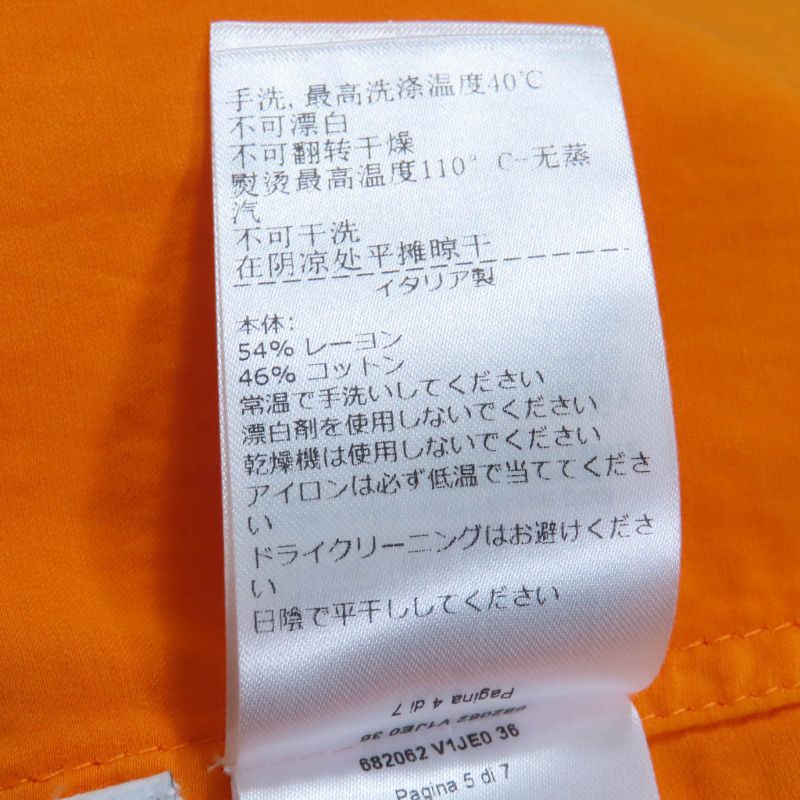 手洗, 最高洗涤温度40℃
不可漂白
不可翻转干燥
熨烫最高温度110° C-无蒸
汽
不可干洗
在阴凉处平摊晾干
イタリア製
本体:
54% レーヨン
46% コットン
常温で手洗いしてください
漂白剤を使用しないでください
乾燥機は使用しないでください
アイロンは必ず低温で当ててくださ
い
ドライクリーニングはお避けくださ
い
日陰で平干ししてください
Pagina 4 di 7
682062 V1JE0 36
682062 V1JE0 36
Pagina 5 di 7